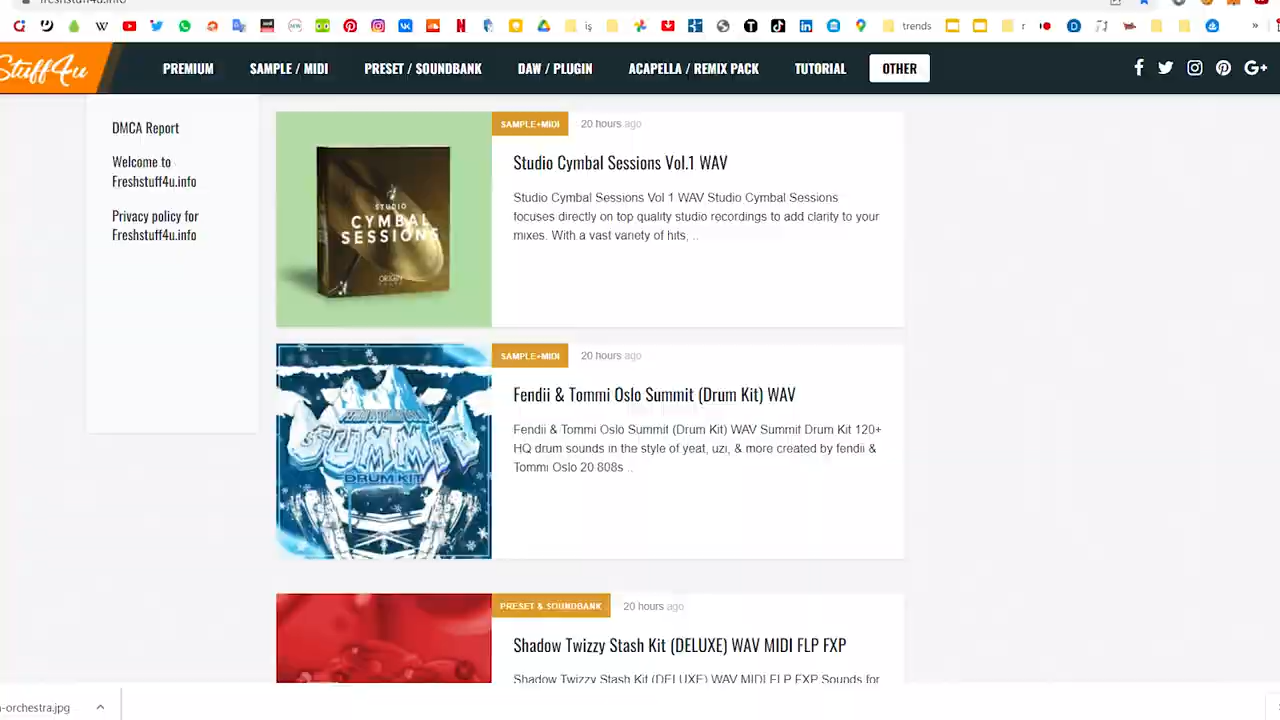 freshstuff4u.info
iş
trends
r
Stuff4u
PREMIUM
SAMPLE / MIDI
PRESET / SOUNDBANK
DAW / PLUGIN
ACAPELLA / REMIX PACK
TUTORIAL
OTHER
DMCA Report
Welcome to
Freshstuff4u.info
Privacy policy for
Freshstuff4u.info
STUDIO
CYMBAL
SESSIONS
ORIGIN
SAMPLE+MIDI
20 hours ago
Studio Cymbal Sessions Vol.1 WAV
Studio Cymbal Sessions Vol 1 WAV Studio Cymbal Sessions
focuses directly on top quality studio recordings to add clarity to your
mixes. With a vast variety of hits, ..
SUMMIT
DRUM KIT
SAMPLE+MIDI
20 hours ago
Fendii & Tommi Oslo Summit (Drum Kit) WAV
Fendii & Tommi Oslo Summit (Drum Kit) WAV Summit Drum Kit 120+
HQ drum sounds in the style of yeat, uzi, & more created by fendii &
Tommi Oslo 20 808s ..
PRESET & SOUNDBANK
20 hours ago
Shadow Twizzy Stash Kit (DELUXE) WAV MIDI FLP FXP
Shadow Twizzy Stash Kit (DELUXE) WAV MIDI FLP FXP Sounds for
-orchestra.jpg